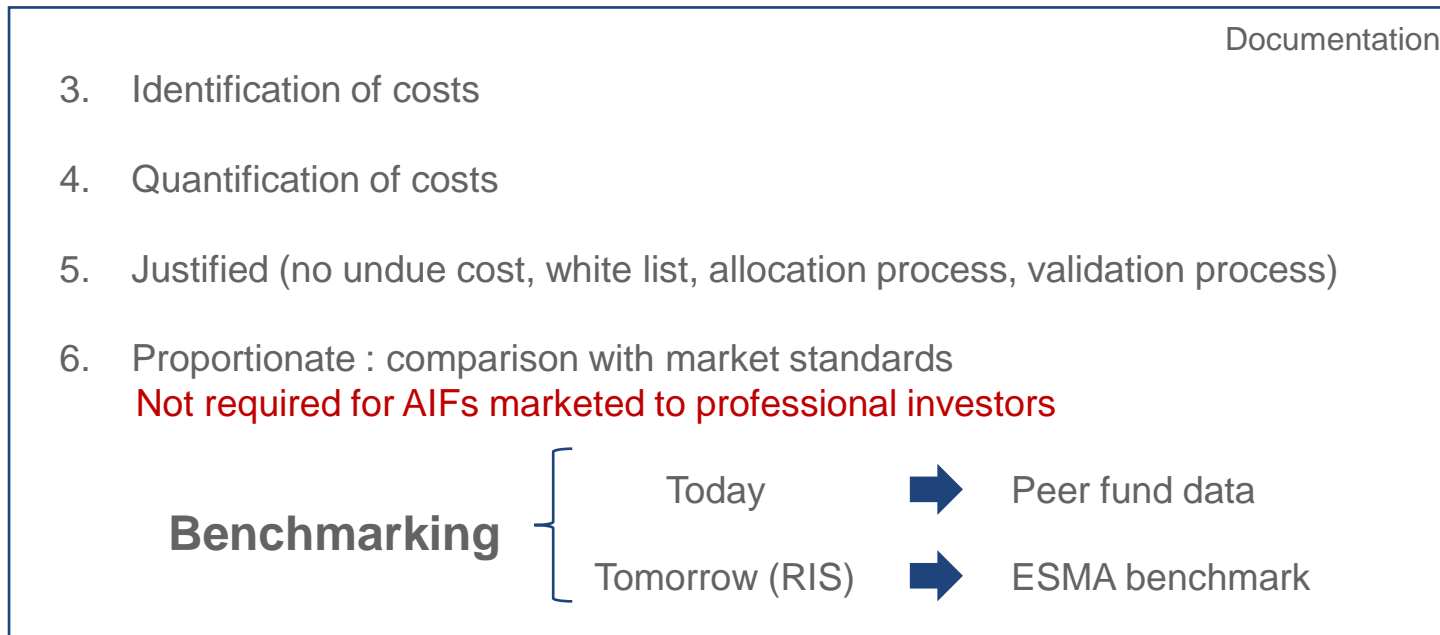 Documentation
3. Identification of costs
4. Quantification of costs
5. Justified (no undue cost, white list, allocation process, validation process)
6. Proportionate : comparison with market standards
Not required for AIFs marketed to professional investors
Benchmarking
Today
Peer fund data
Tomorrow (RIS)
ESMA benchmark